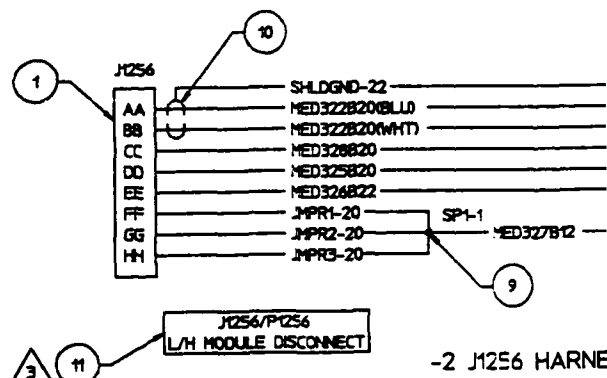 10
1
J1256
SHLDGND-22
AA MED322B20(BLU)
BB MED322B20(WHT)
CC MED328B20
DD MED325B20
EE MED326B22
FF JMPR1-20 SP1-1
GG JMPR2-20 MED327B12
HH JMPR3-20
9
J1256/P1256
L/H MODULE DISCONNECT
3 11
-2 J1256 HARNE